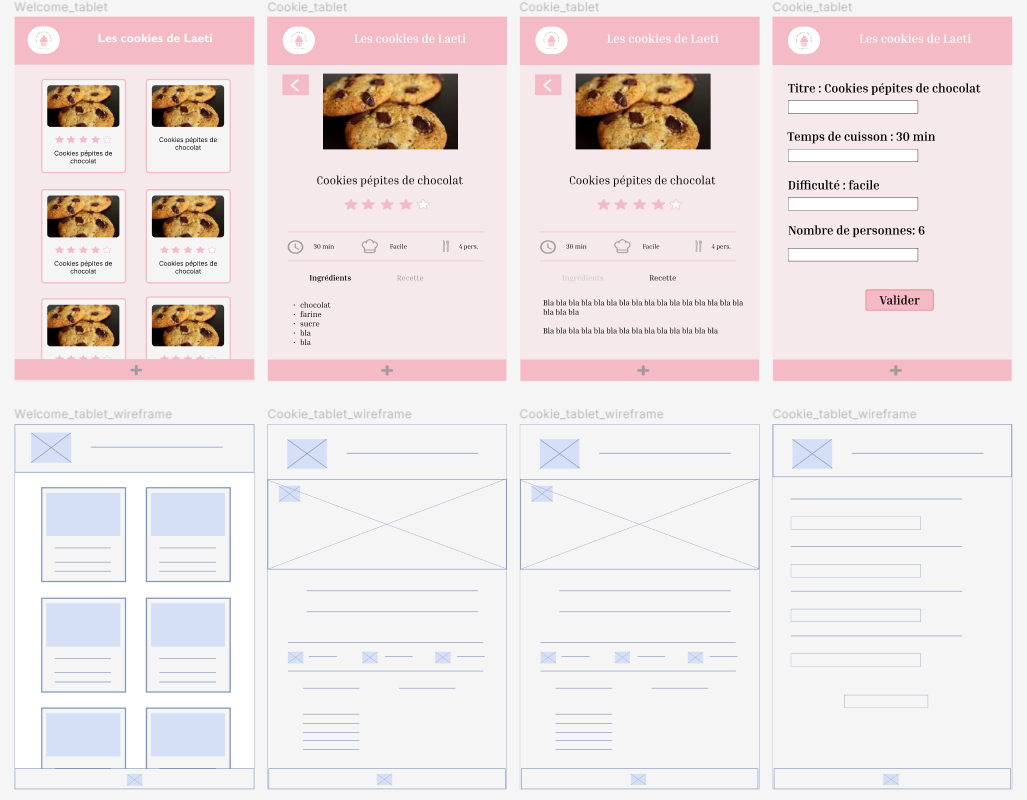 Welcome_tablet
Les cookies de Laeti
Cookies pépites de
chocolat
Cookies pépites de
chocolat
Cookies pépites de
chocolat
Cookies pépites de
chocolat
Cookie_tablet
Les cookies de Laeti
Cookies pépites de chocolat
30 min
Facile
4 pers.
Ingrédients
Recette
• chocolat
• farine
• sucre
• bla
• bla
Cookie_tablet
Les cookies de Laeti
Cookies pépites de chocolat
30 min
Facile
4 pers.
Ingrédients
Recette
Bla bla bla bla bla bla bla bla bla bla bla bla bla bla bla bla
bla bla bla
Bla bla bla bla bla bla bla bla bla bla bla bla bla bla
Cookie_tablet
Les cookies de Laeti
Titre : Cookies pépites de chocolat
Temps de cuisson : 30 min
Difficulté : facile
Nombre de personnes: 6
Valider
Welcome_tablet_wireframe
Cookie_tablet_wireframe
Cookie_tablet_wireframe
Cookie_tablet_wireframe